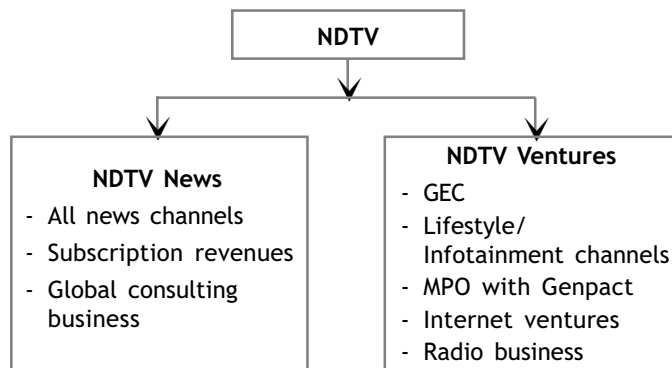 NDTV
NDTV News
- All news channels
- Subscription revenues
- Global consulting
business
NDTV Ventures
- GEC
- Lifestyle/
Infotainment channels
- MPO with Genpact
- Internet ventures
- Radio business